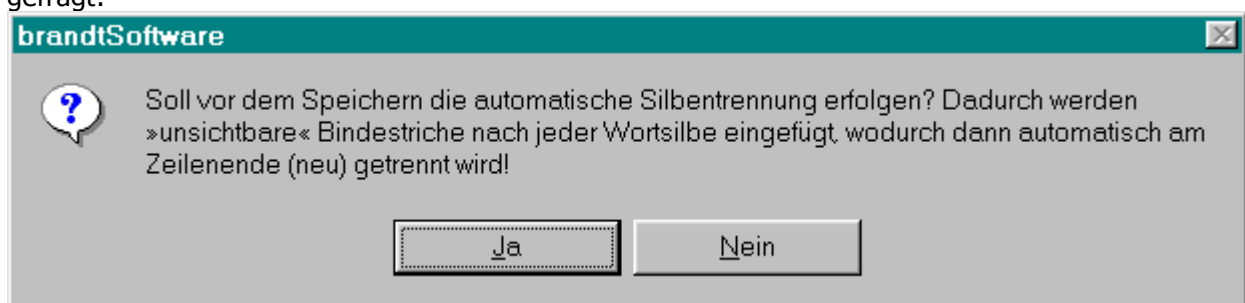 gefragt:
brandtSoftware
Soll vor dem Speichern die automatische Silbentrennung erfolgen? Dadurch werden
»unsichtbare« Bindestriche nach jeder Wortsilbe eingefügt, wodurch dann automatisch am
Zeilenende (neu) getrennt wird!
Ja
Nein